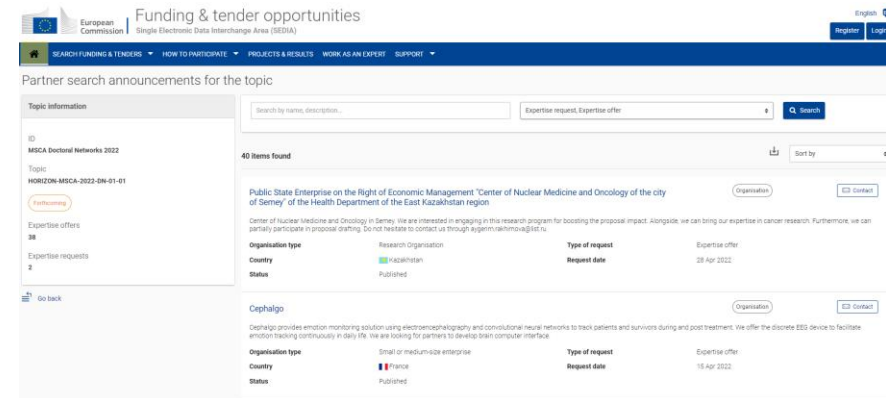 European Commission
Funding & tender opportunities
Single Electronic Data Interchange Area (SEDIA)
English
Register
Login
SEARCH FUNDING & TENDERS
HOW TO PARTICIPATE
PROJECTS & RESULTS
WORK AS AN EXPERT
SUPPORT
Partner search announcements for the topic
Topic information
ID
MSCA Doctoral Networks 2022
Topic
HORIZON-MSCA-2022-DN-01-01
Forthcoming
Expertise offers
38
Expertise requests
2
Go back
Search by name, description...
Expertise request, Expertise offer
Search
40 items found
Sort by
Public State Enterprise on the Right of Economic Management "Center of Nuclear Medicine and Oncology of the city
of Semey" of the Health Department of the East Kazakhstan region
Organisation
Contact
Center of Nuclear Medicine and Oncology in Semey. We are interested in engaging in this research program for boosting the proposal impact. Alongside, we can bring our expertise in cancer research. Furthermore, we can
partially participate in proposal drafting. Do not hesitate to contact us through aygerim.rakhimova@list.ru
Organisation type Research Organisation Type of request Expertise offer
Country Kazakhstan Request date 28 Apr 2022
Status Published
Cephalgo
Organisation
Contact
Cephalgo provides emotion monitoring solution using electroencephalography and convolutional neural networks to track patients and survivors during and post treatment. We offer the discrete EEG device to facilitate
emotion tracking continuously in daily life. We are looking for partners to develop brain computer interface.
Organisation type Small or medium-size enterprise Type of request Expertise offer
Country France Request date 15 Apr 2022
Status Published